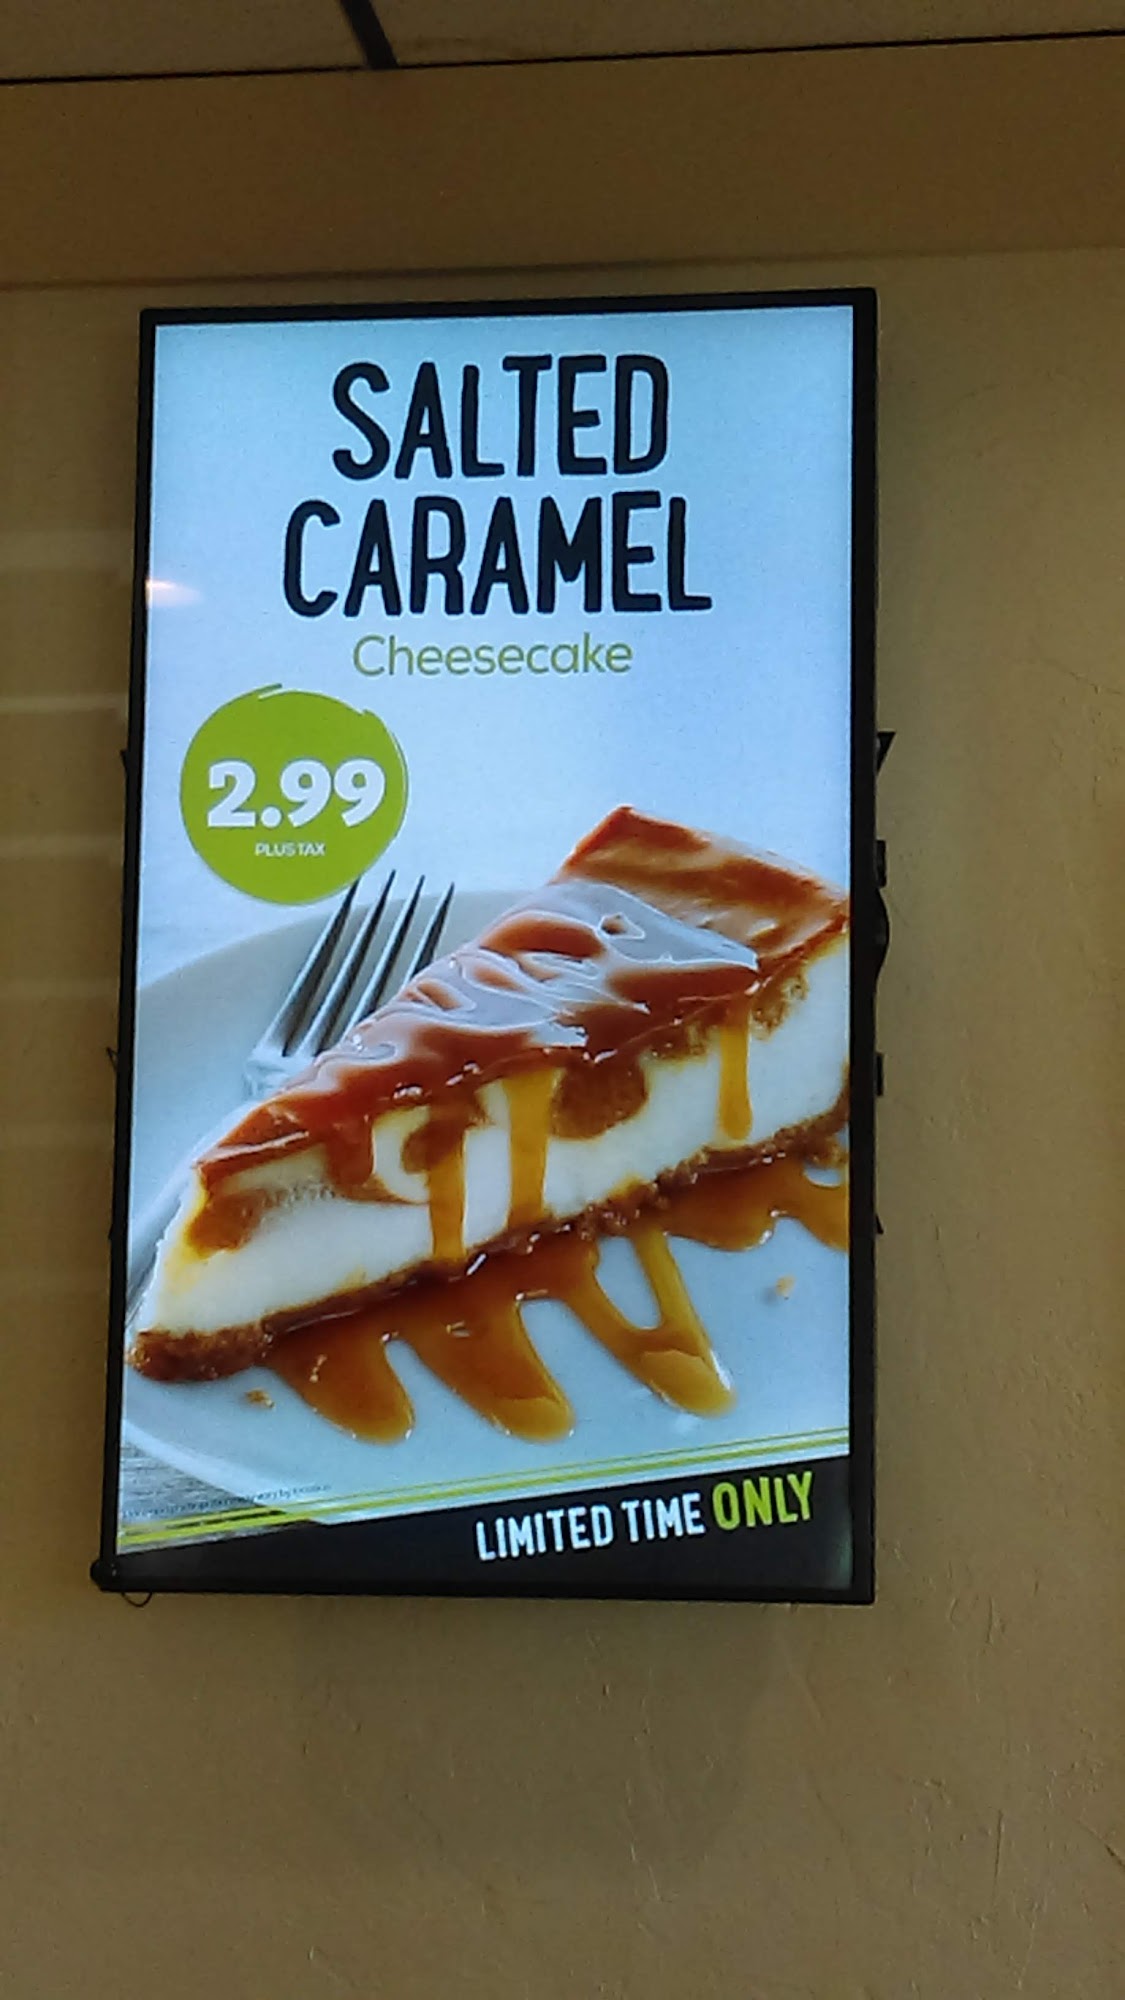 SALTED
CARAMEL
Cheesecake
2.99
PLUS TAX
LIMITED TIME ONLY